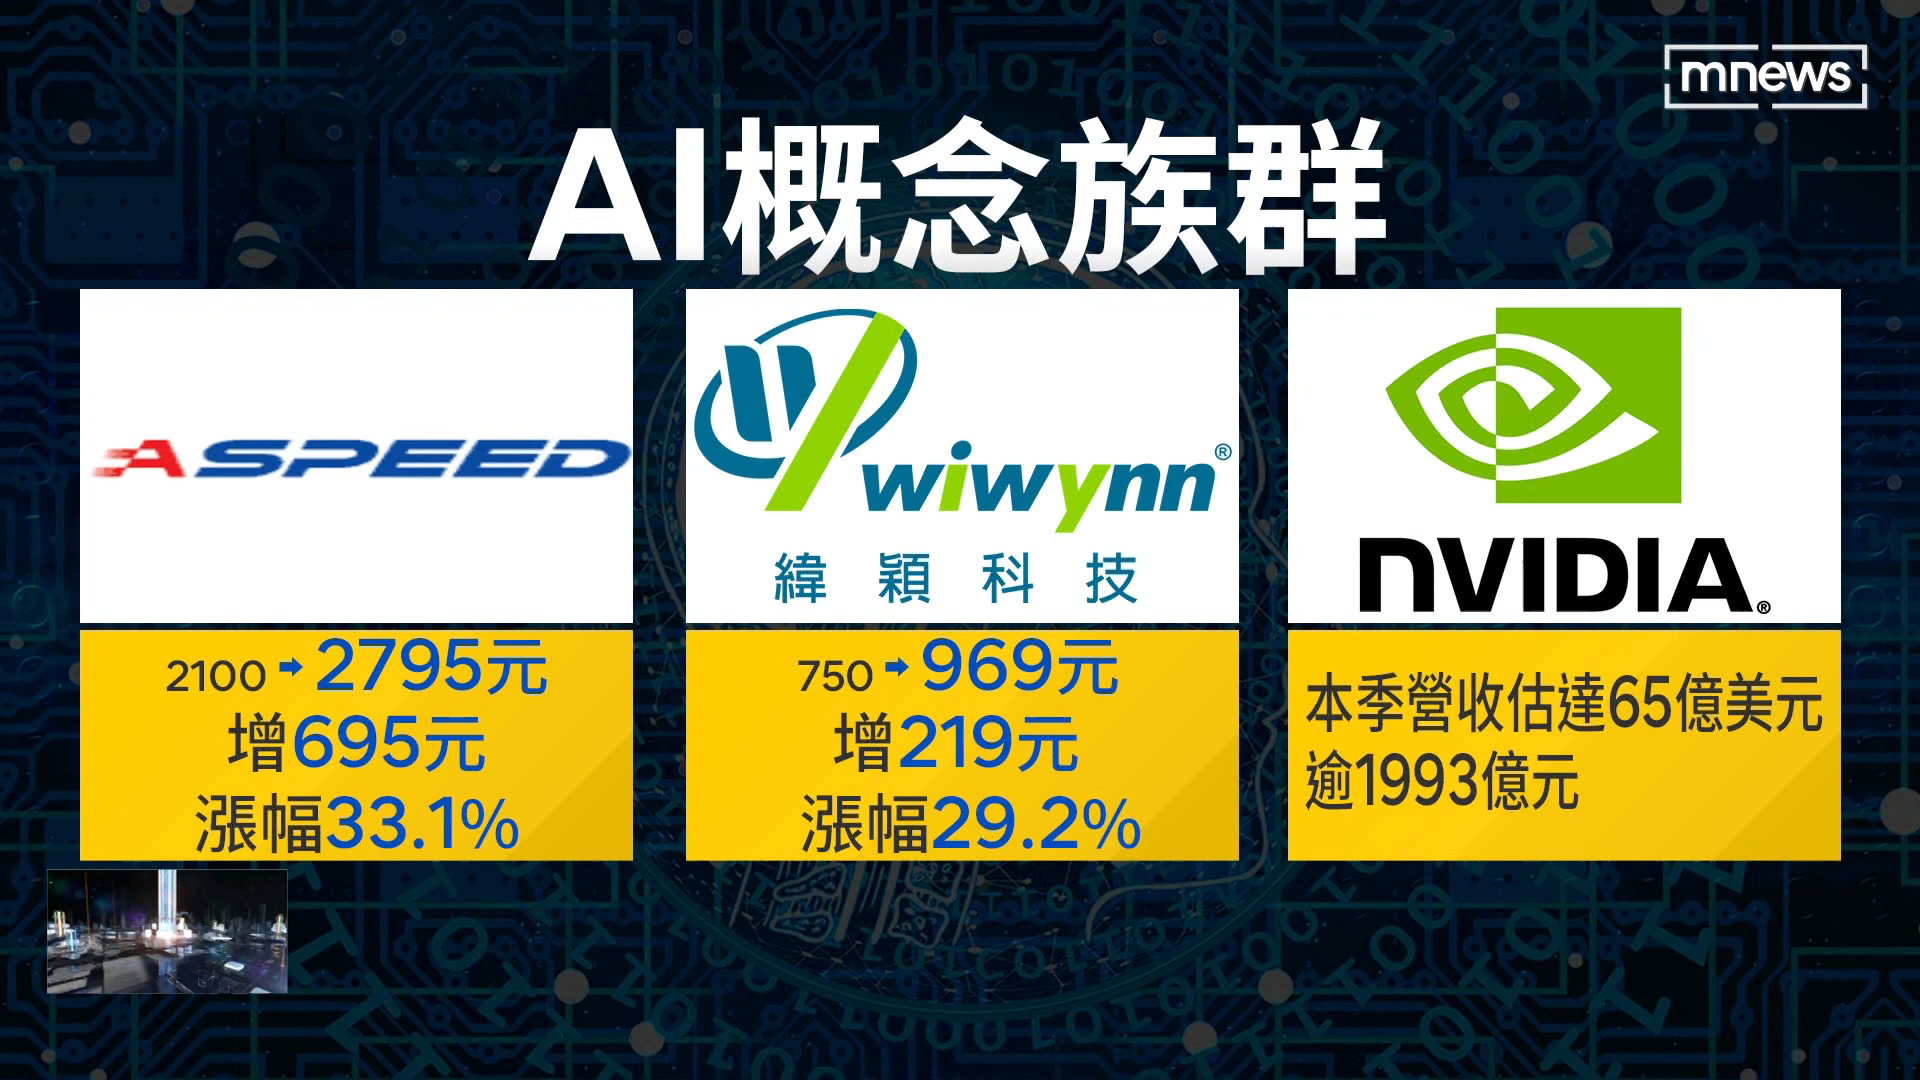 mnews
AI概念族群
ASPEED
wiwynn®
緯穎科技
nVIDIA®
2100➡2795元
增695元
漲幅33.1%
750➡969元
增219元
漲幅29.2%
本季營收估達65億美元
逾1993億元